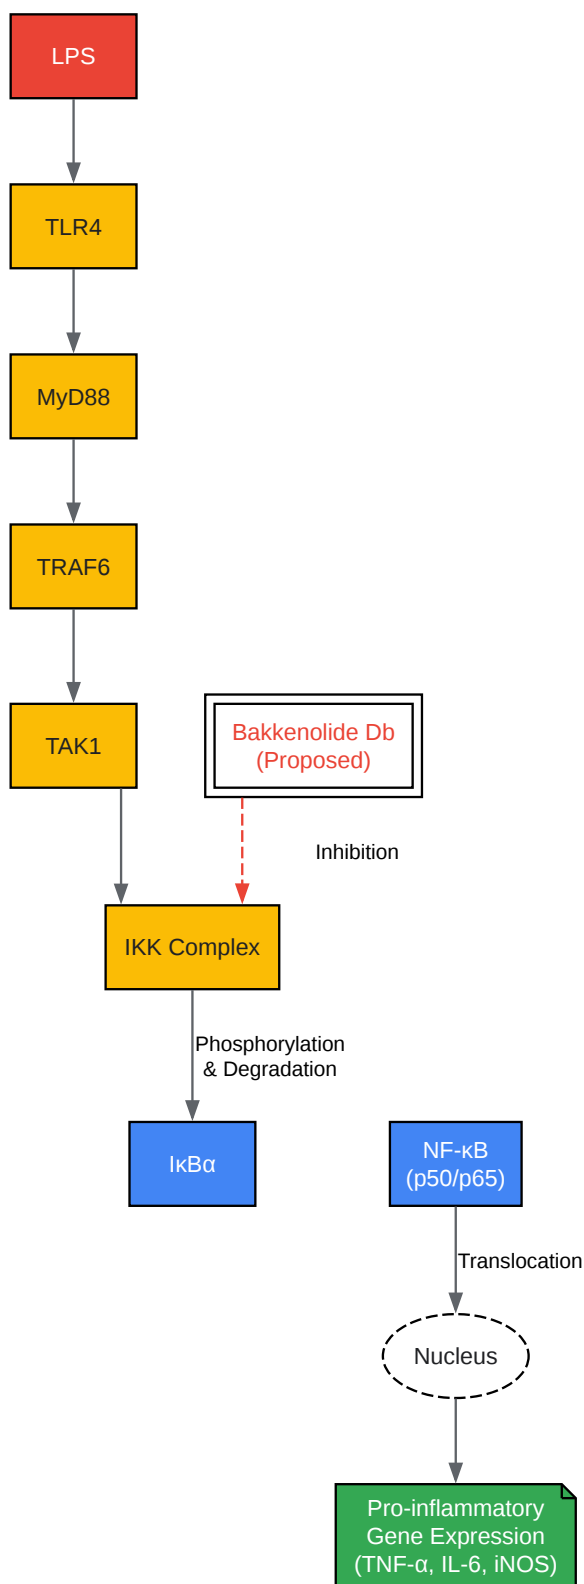 LPS
TLR4
MyD88
TRAF6
TAK1
Bakkenolide Db
(Proposed)
Inhibition
IKK Complex
Phosphorylation
& Degradation
IκBα
NF-κB
(p50/p65)
Translocation
Nucleus
Pro-inflammatory
Gene Expression
(TNF-α, IL-6, iNOS)